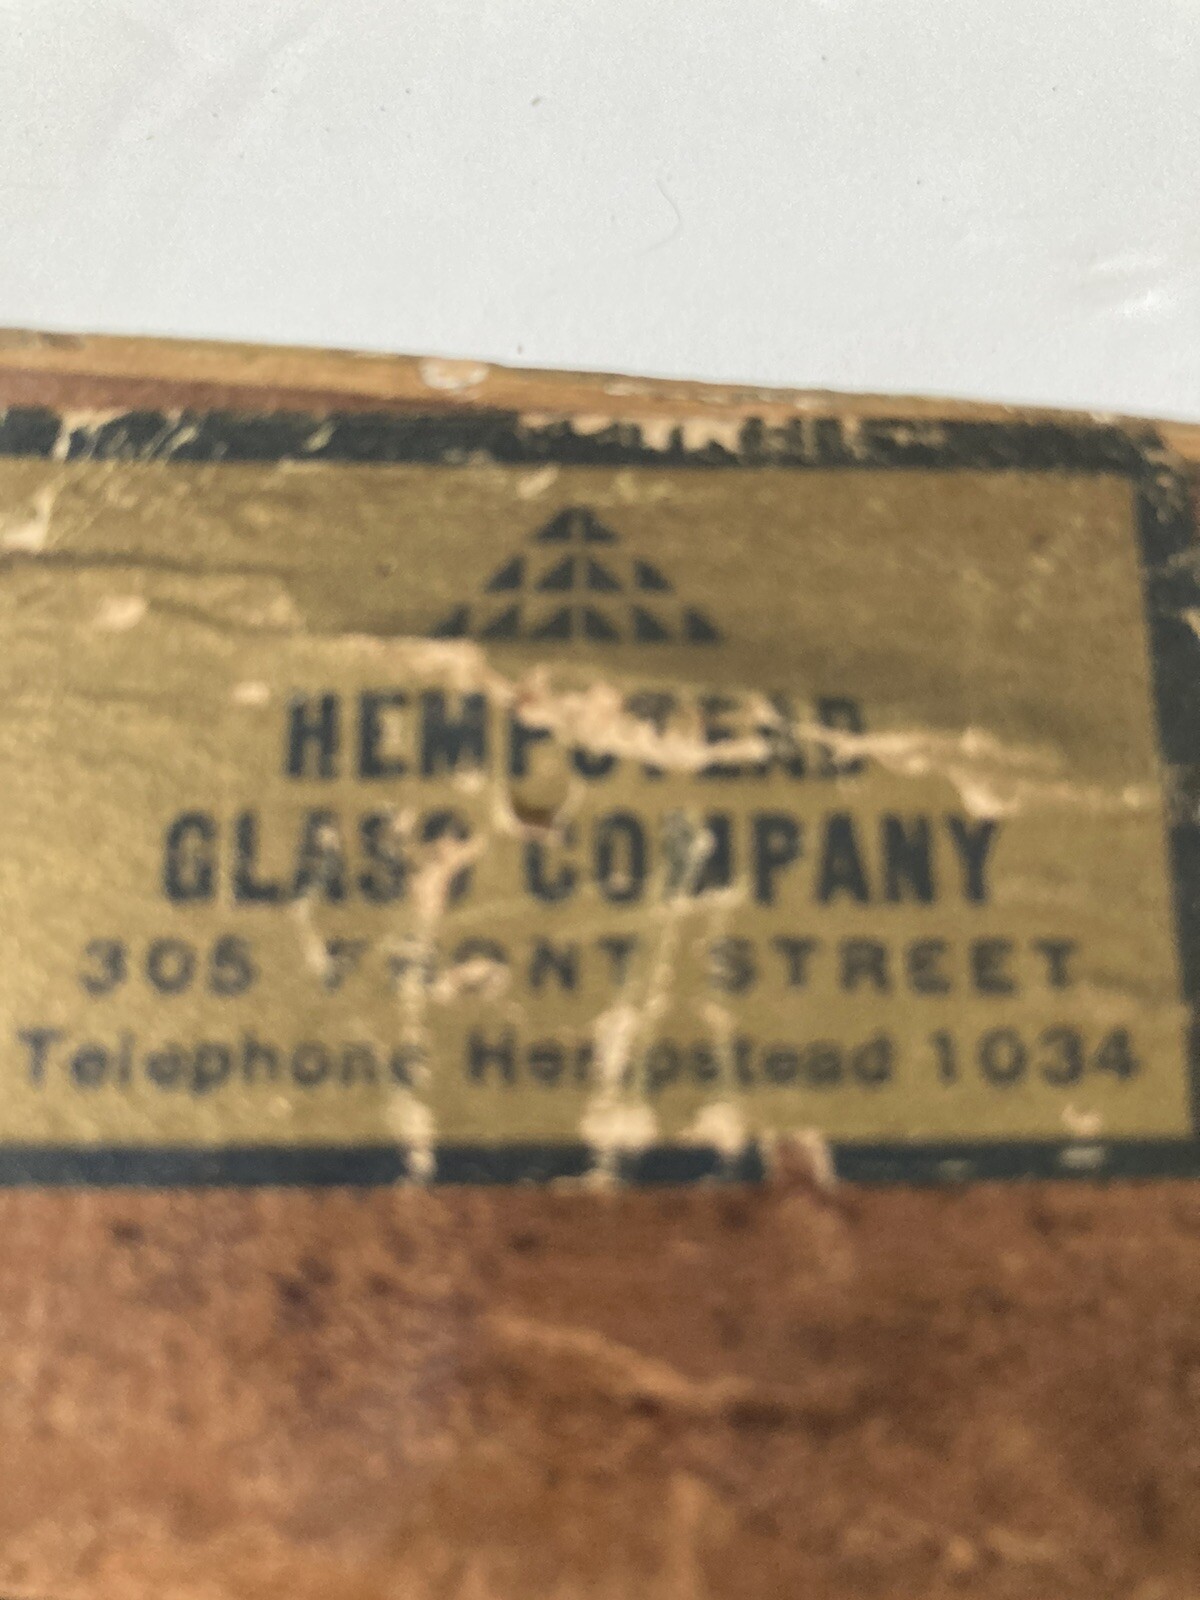 HEMPSTEAD
GLASS COMPANY
305 FRONT STREET
Telephone Hempstead 1034